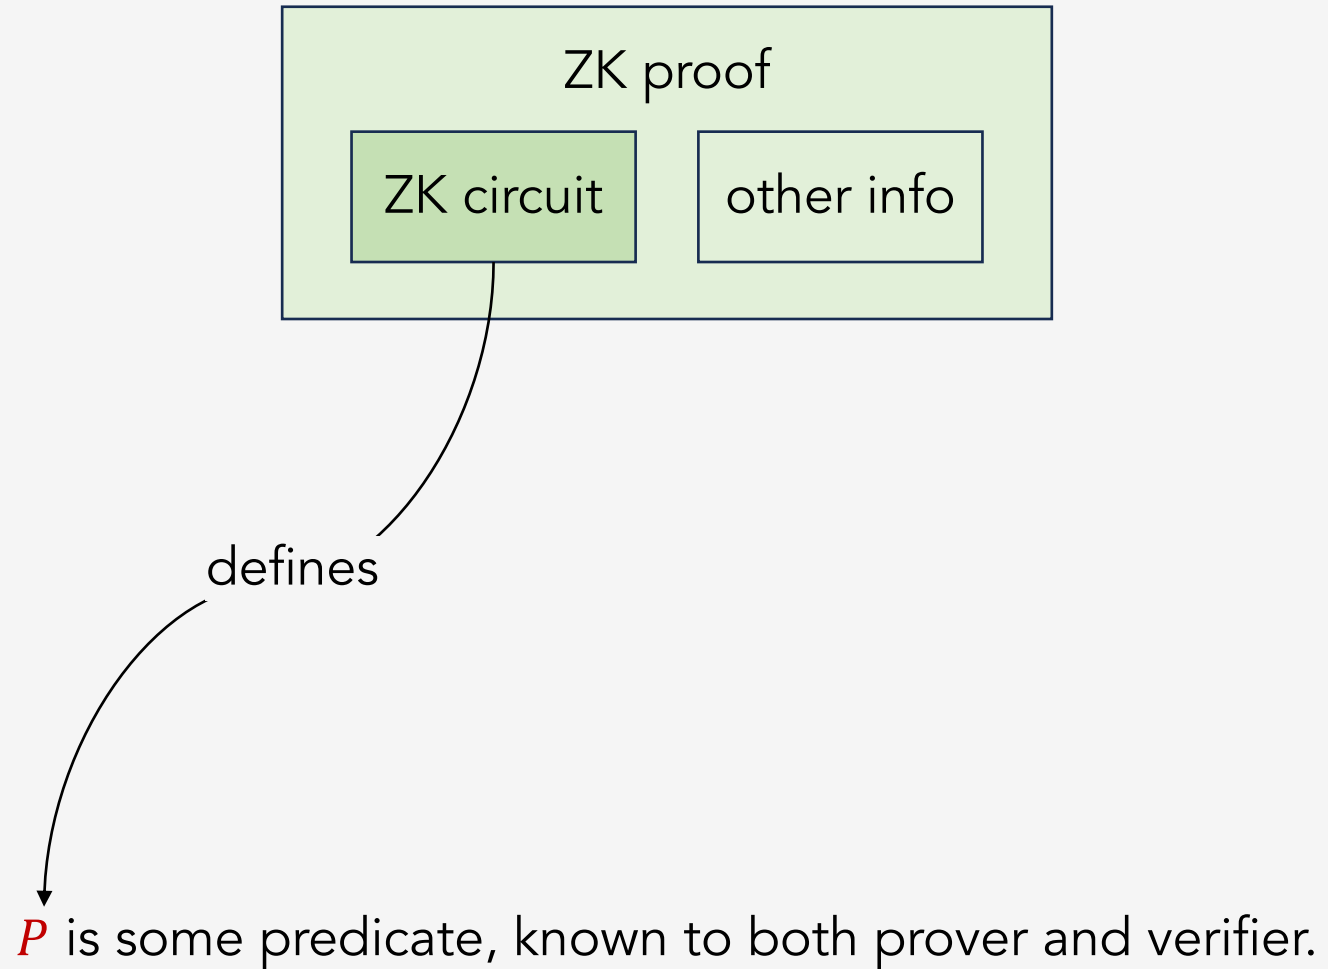 ZK proof
ZK circuit
other info
defines
P is some predicate, known to both prover and verifier.